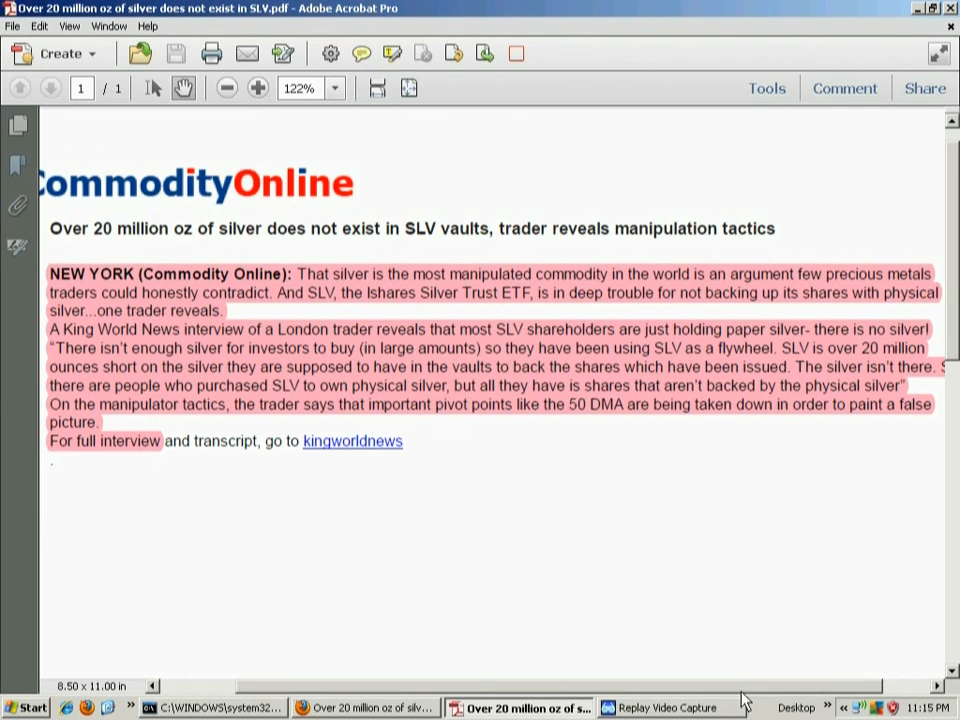 Over 20 million oz of silver does not exist in SLV.pdf - Adobe Acrobat Pro
File Edit View Window Help
Create
1 / 1 122% Tools Comment Share
CommodityOnline
Over 20 million oz of silver does not exist in SLV vaults, trader reveals manipulation tactics
NEW YORK (Commodity Online): That silver is the most manipulated commodity in the world is an argument few precious metals
traders could honestly contradict. And SLV, the Ishares Silver Trust ETF, is in deep trouble for not backing up its shares with physical
silver...one trader reveals.
A King World News interview of a London trader reveals that most SLV shareholders are just holding paper silver- there is no silver!
“There isn’t enough silver for investors to buy (in large amounts) so they have been using SLV as a flywheel. SLV is over 20 million
ounces short on the silver they are supposed to have in the vaults to back the shares which have been issued. The silver isn’t there. S
there are people who purchased SLV to own physical silver, but all they have is shares that aren’t backed by the physical silver”
On the manipulator tactics, the trader says that important pivot points like the 50 DMA are being taken down in order to paint a false
picture.
For full interview and transcript, go to kingworldnews
.
8.50 x 11.00 in
Start » C:\WINDOWS\system32... Over 20 million oz of silv... Over 20 million oz of s... Replay Video Capture Desktop » « 11:15 PM